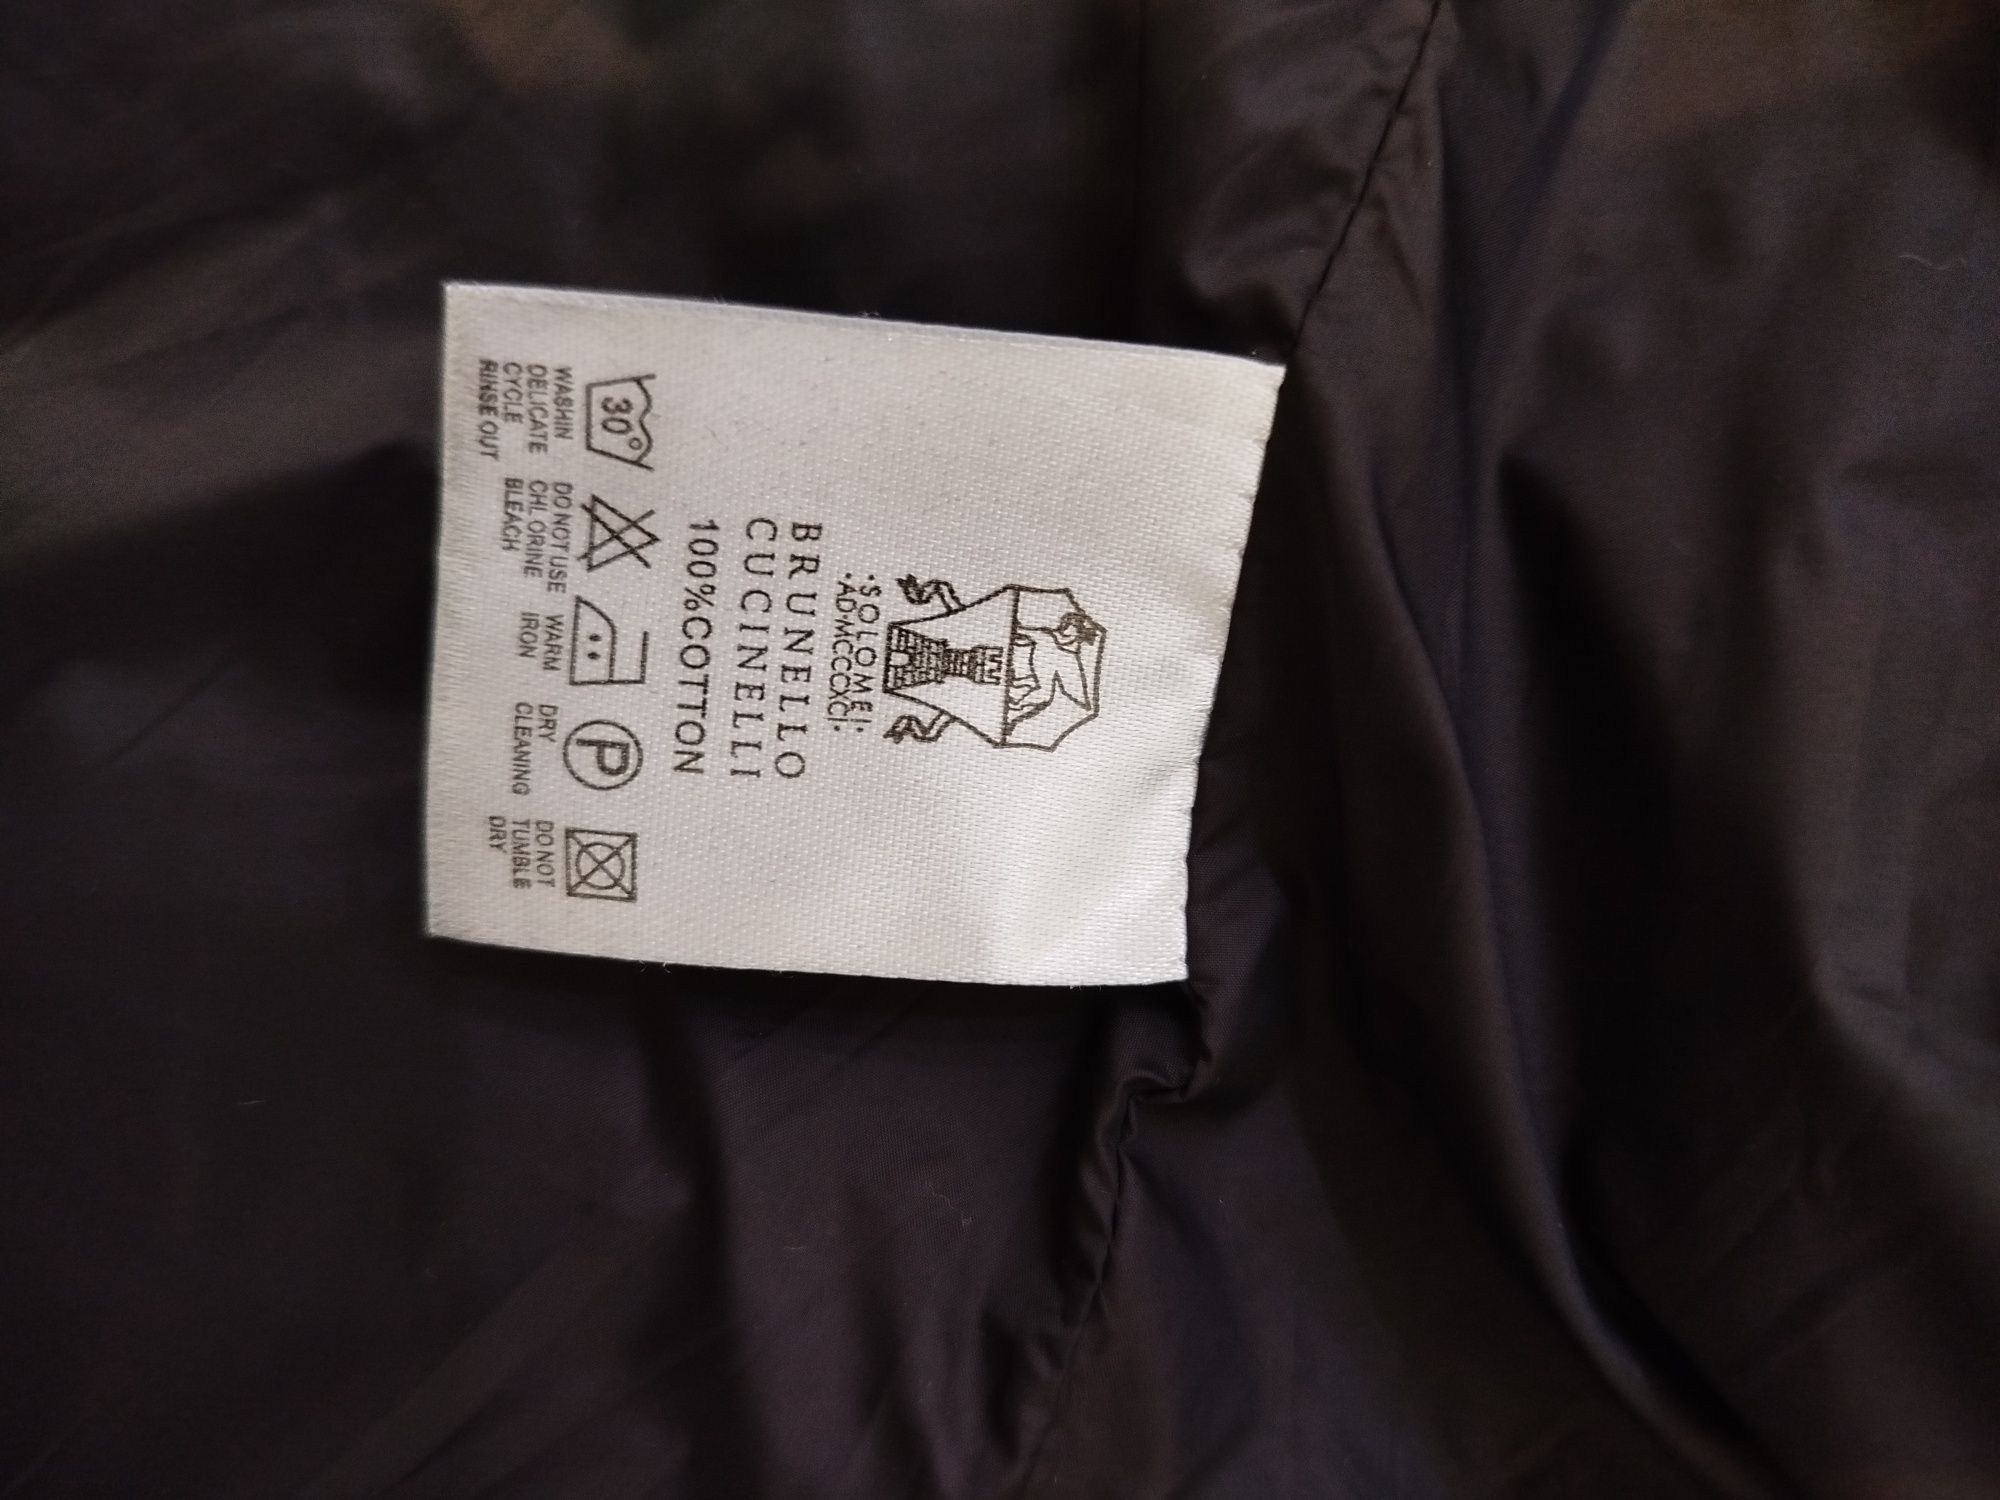 ·SOLOMEI·
·AD·MCCCXCI·
BRUNELLO
CUCINELLI
100%COTTON
30°
P
WASHIN
DELICATE
CYCLE
RINSE OUT
DO NOT USE
CHLORINE
BLEACH
WARM
IRON
DRY
CLEANING
DO NOT
TUMBLE
DRY